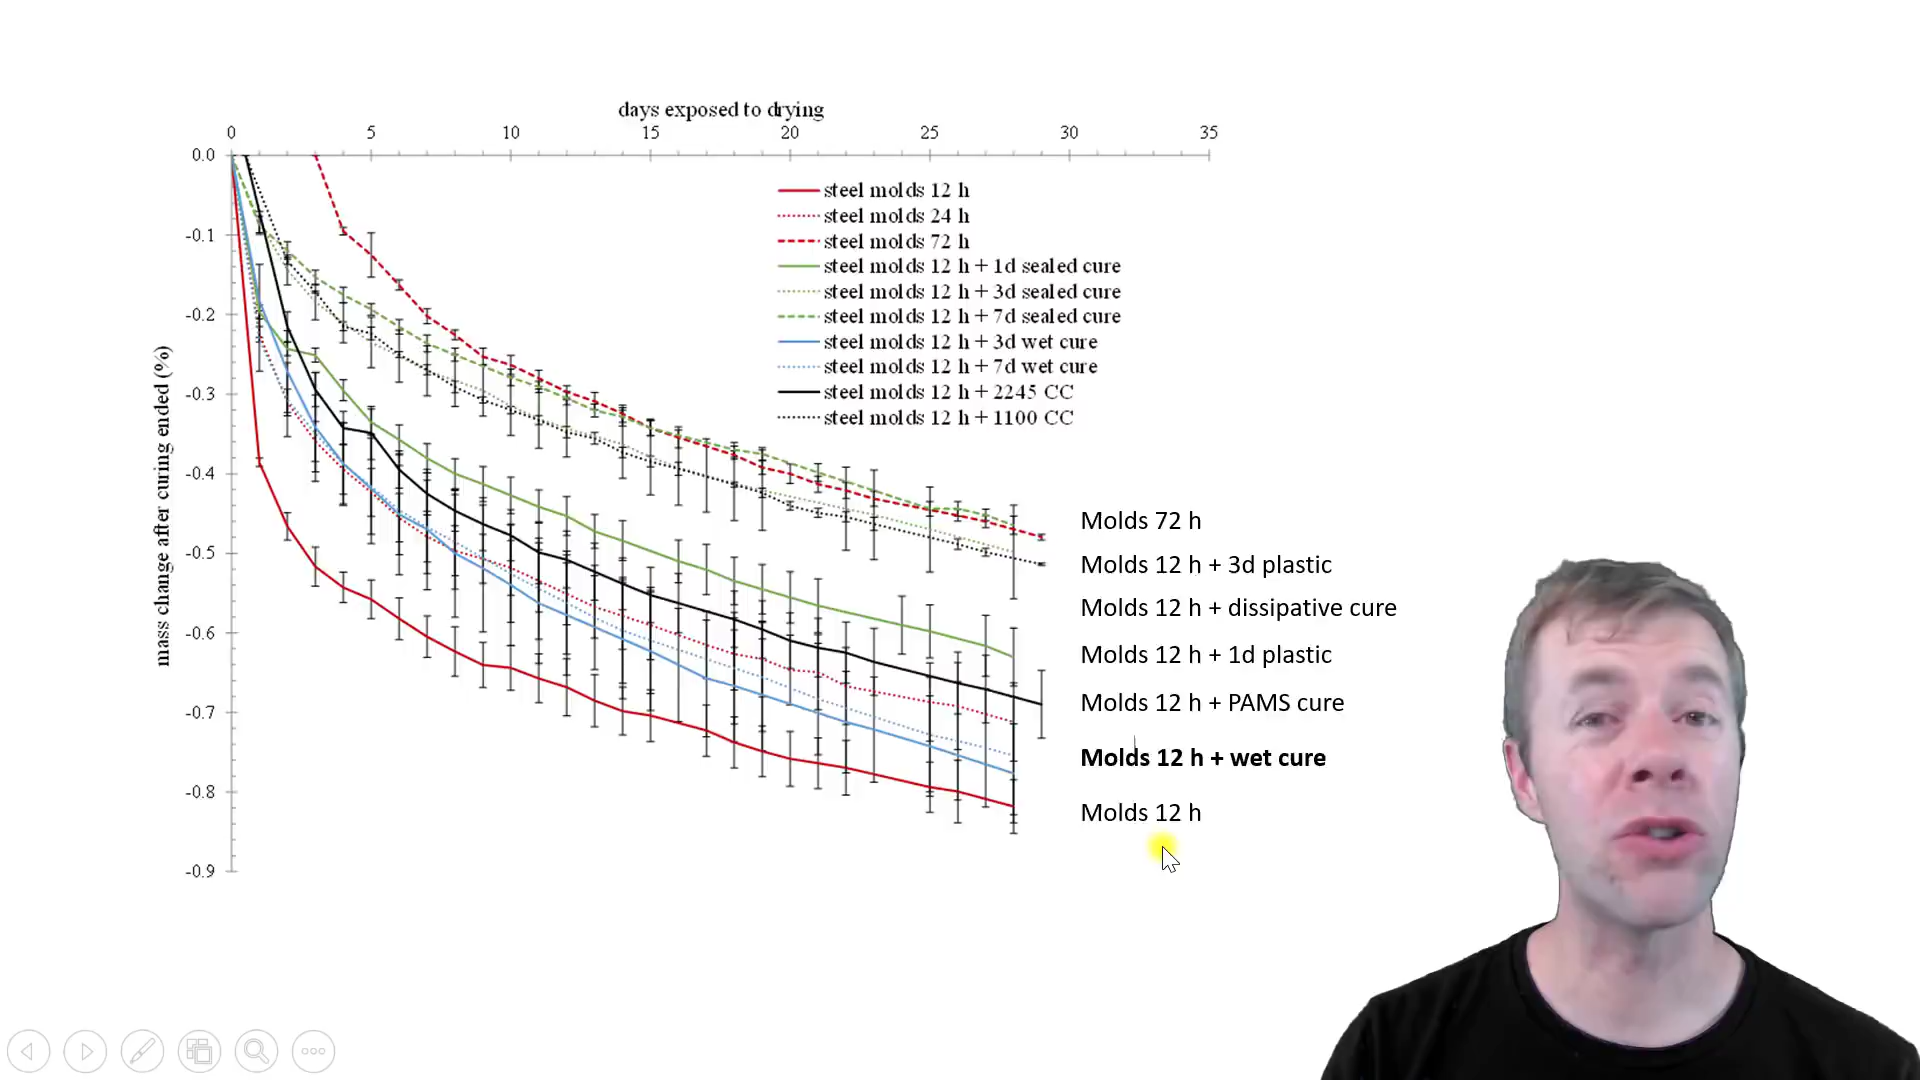 days exposed to drying
0 5 10 15 20 25 30 35
0.0
-0.1
-0.2
-0.3
-0.4
-0.5
-0.6
-0.7
-0.8
-0.9
mass change after curing ended (%)
steel molds 12 h
steel molds 24 h
steel molds 72 h
steel molds 12 h + 1d sealed cure
steel molds 12 h + 3d sealed cure
steel molds 12 h + 7d sealed cure
steel molds 12 h + 3d wet cure
steel molds 12 h + 7d wet cure
steel molds 12 h + 2245 CC
steel molds 12 h + 1100 CC
Molds 72 h
Molds 12 h + 3d plastic
Molds 12 h + dissipative cure
Molds 12 h + 1d plastic
Molds 12 h + PAMS cure
Molds 12 h + wet cure
Molds 12 h